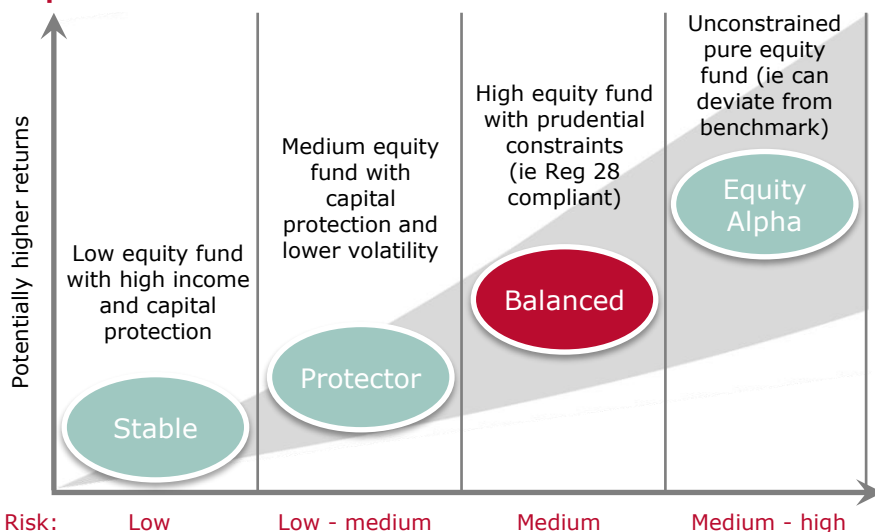 Potentially higher returns
Low equity fund
with high income
and capital
protection
Stable
Medium equity
fund with
capital
protection and
lower volatility
Protector
High equity fund
with prudential
constraints
(ie Reg 28
compliant)
Balanced
Unconstrained
pure equity
fund (ie can
deviate from
benchmark)
Equity
Alpha
Risk: Low Low - medium Medium Medium - high